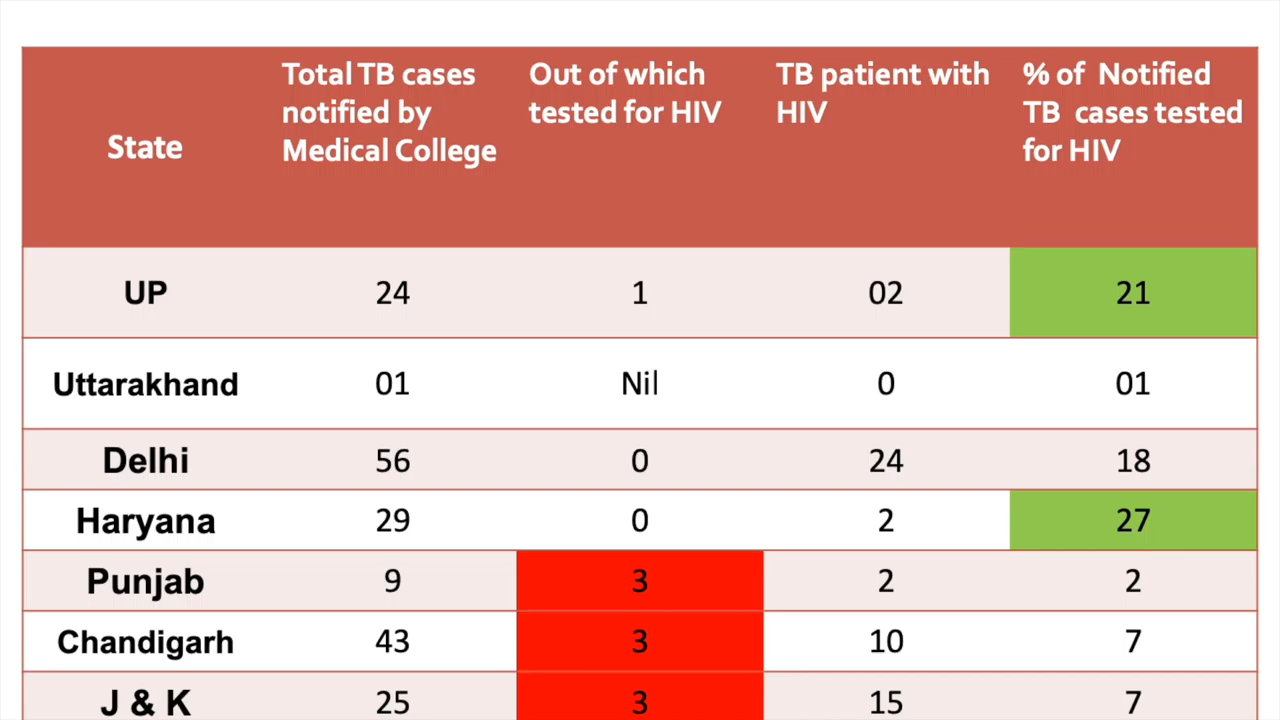 State
Total TB cases
notified by
Medical College
Out of which
tested for HIV
TB patient with
HIV
% of  Notified
TB  cases tested
for HIV
UP 24 1 02 21
Uttarakhand 01 Nil 0 01
Delhi 56 0 24 18
Haryana 29 0 2 27
Punjab 9 3 2 2
Chandigarh 43 3 10 7
J & K 25 3 15 7